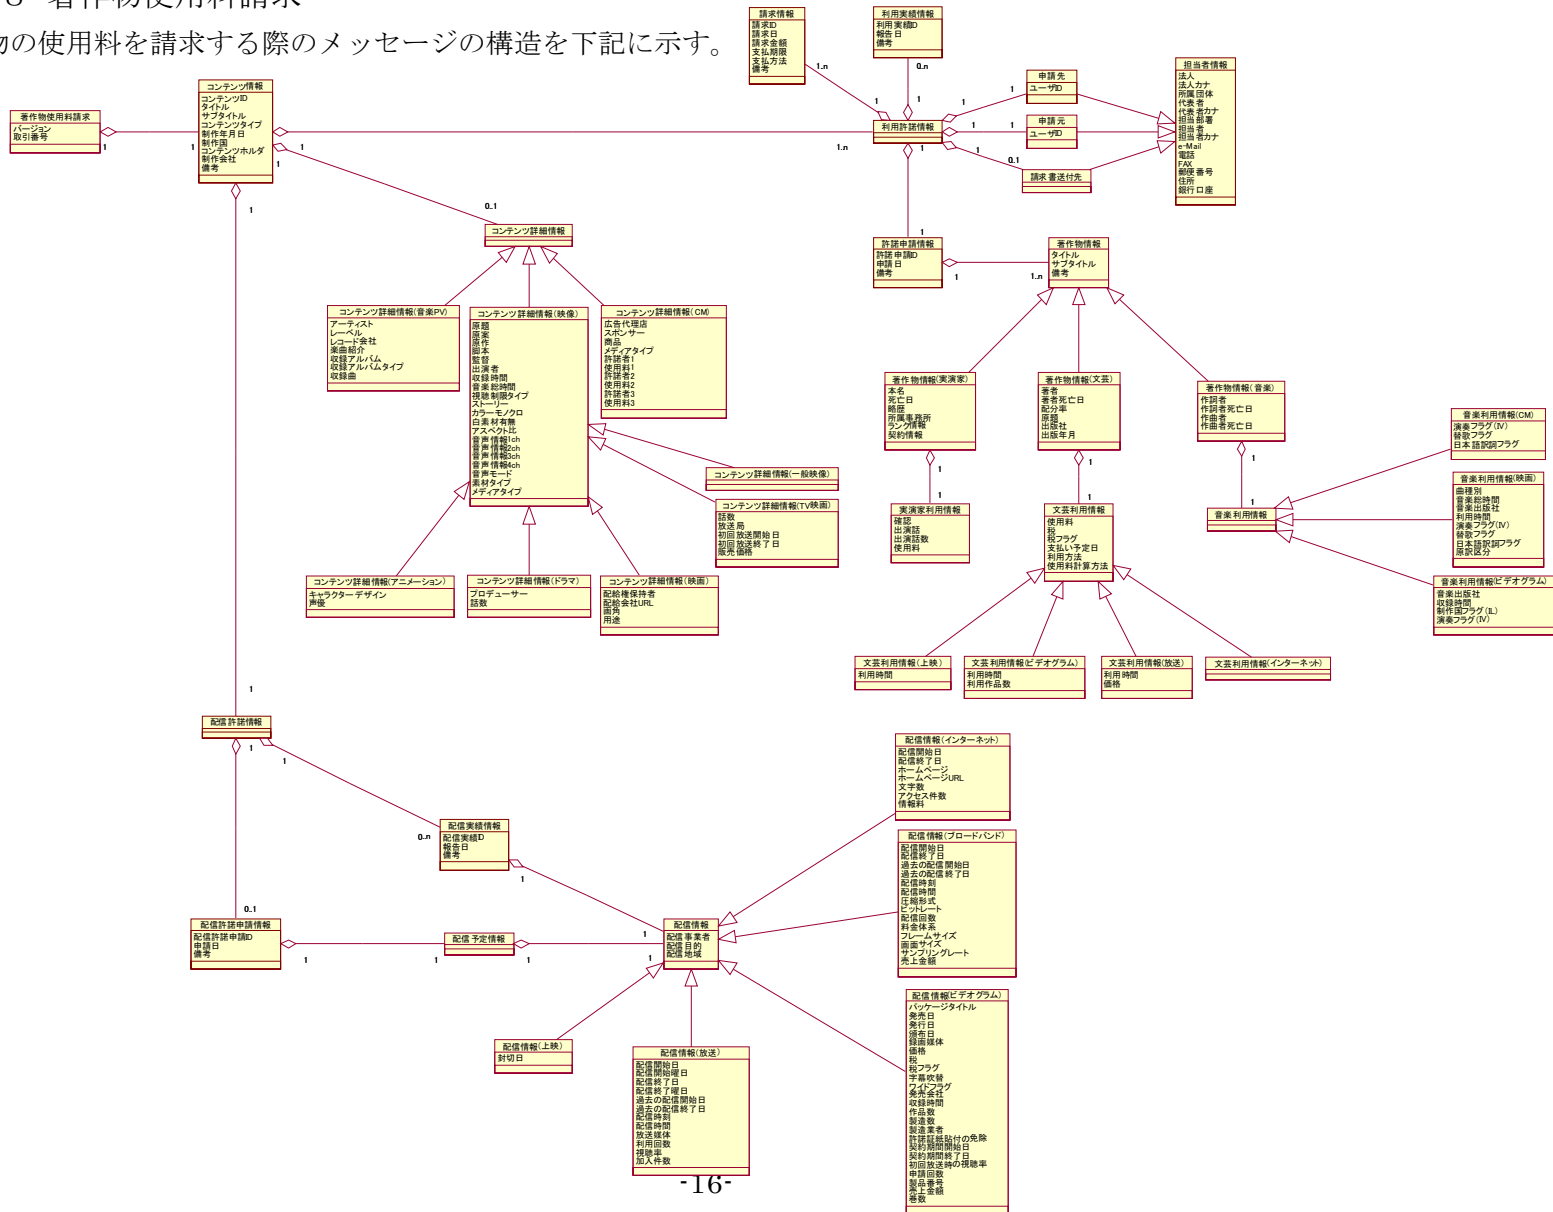 著作物使用料請求
物の使用料を請求する際のメッセージの構造を下記に示す。
請求情報
請求ID
請求日
請求金額
支払期限
支払方法
備考
利用実績情報
利用実績ID
報告日
備考
担当者情報
法人
法人カナ
所属団体
代表者
代表者カナ
担当部署
担当者
担当者カナ
e-Mail
電話
FAX
郵便番号
住所
銀行口座
申請先
ユーザID
申請元
ユーザID
請求書送付先
利用許諾情報
コンテンツ情報
コンテンツID
タイトル
サブタイトル
コンテンツタイプ
制作年月日
制作国
コンテンツホルダ
制作会社
備考
著作物使用料請求
バージョン
取引番号
1
1
1
1
1..n
1..n
1
0..n
1
1
1
1
1
1
0..1
1
1
0..1
コンテンツ詳細情報
許諾申請情報
許諾申請ID
申請日
備考
1
1..n
著作物情報
タイトル
サブタイトル
備考
コンテンツ詳細情報(音楽PV)
アーティスト
レーベル
レコード会社
楽曲紹介
収録アルバム
収録アルバムタイプ
収録曲
コンテンツ詳細情報(映像)
原題
原案
原作
脚本
監督
出演者
収録時間
音楽総時間
視聴制限タイプ
ストーリー
カラーモノクロ
白素材有無
アスペクト比
音声情報1ch
音声情報2ch
音声情報3ch
音声情報4ch
音声モード
素材タイプ
メディアタイプ
コンテンツ詳細情報(CM)
広告代理店
スポンサー
商品
メディアタイプ
許諾者1
使用料1
許諾者2
使用料2
許諾者3
使用料3
コンテンツ詳細情報(一般映像)
コンテンツ詳細情報(TV映画)
話数
放送局
初回放送開始日
初回放送終了日
販売価格
コンテンツ詳細情報(アニメーション)
キャラクターデザイン
声優
コンテンツ詳細情報(ドラマ)
プロデューサー
話数
コンテンツ詳細情報(映画)
配給権保持者
配給会社URL
画角
用途
著作物情報(実演家)
本名
死亡日
略歴
所属事務所
ランク情報
契約情報
1
1
実演家利用情報
確認
出演話
出演話数
使用料
著作物情報(文芸)
著者
著者死亡日
配分率
原題
出版社
出版年月
1
1
文芸利用情報
使用料
税
税フラグ
支払い予定日
利用方法
使用料計算方法
著作物情報(音楽)
作詞者
作詞者死亡日
作曲者
作曲者死亡日
1
1
音楽利用情報
音楽利用情報(CM)
演奏フラグ(IV)
替歌フラグ
日本語訳詞フラグ
音楽利用情報(映画)
曲種別
音楽総時間
音楽出版社
利用時間
演奏フラグ(IV)
替歌フラグ
日本語訳詞フラグ
原訳区分
音楽利用情報(ビデオグラム)
音楽出版社
収録時間
制作国フラグ(IL)
演奏フラグ(IV)
文芸利用情報(上映)
利用時間
文芸利用情報(ビデオグラム)
利用時間
利用作品数
文芸利用情報(放送)
利用時間
価格
文芸利用情報(インターネット)
1
配信許諾情報
1
1
0..n
配信実績情報
配信実績ID
報告日
備考
1
0..1
配信許諾申請情報
配信許諾申請ID
申請日
備考
1
1
配信予定情報
1
1
1
配信情報
配信事業者
配信目的
配信地域
配信情報(インターネット)
配信開始日
配信終了日
ホームページ
ホームページURL
文字数
アクセス件数
情報料
配信情報(ブロードバンド)
配信開始日
配信終了日
過去の配信開始日
過去の配信終了日
配信時刻
配信時間
圧縮形式
ビットレート
配信回数
料金体系
フレームサイズ
画面サイズ
サンプリングレート
売上金額
配信情報(ビデオグラム)
パッケージタイトル
発売日
発行日
頒布日
録画媒体
価格
税
税フラグ
字幕吹替
ワイドフラグ
発売会社
収録時間
作品数
製造数
製造業者
許諾証紙貼付の免除
契約期間開始日
契約期間終了日
初回放送時の視聴率
申請回数
製品番号
売上金額
巻数
配信情報(上映)
封切日
配信情報(放送)
配信開始日
配信開始曜日
配信終了日
配信終了曜日
過去の配信開始日
過去の配信終了日
配信時刻
配信時間
放送媒体
利用回数
視聴率
加入件数
-16-